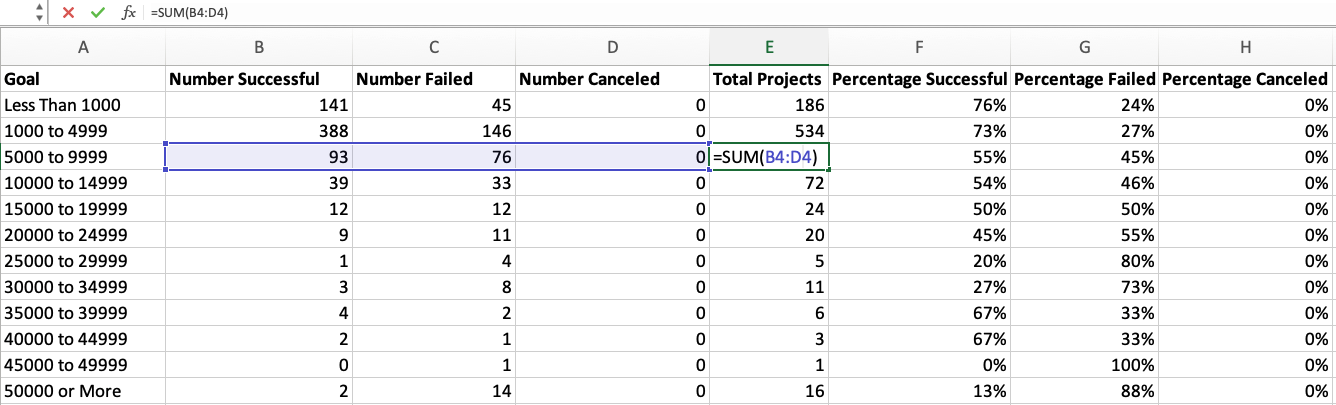 fx =SUM(B4:D4)
A B C D E F G H
Goal Number Successful Number Failed Number Canceled Total Projects Percentage Successful Percentage Failed Percentage Canceled
Less Than 1000 141 45 0 186 76% 24% 0%
1000 to 4999 388 146 0 534 73% 27% 0%
5000 to 9999 93 76 0 =SUM(B4:D4) 55% 45% 0%
10000 to 14999 39 33 0 72 54% 46% 0%
15000 to 19999 12 12 0 24 50% 50% 0%
20000 to 24999 9 11 0 20 45% 55% 0%
25000 to 29999 1 4 0 5 20% 80% 0%
30000 to 34999 3 8 0 11 27% 73% 0%
35000 to 39999 4 2 0 6 67% 33% 0%
40000 to 44999 2 1 0 3 67% 33% 0%
45000 to 49999 0 1 0 1 0% 100% 0%
50000 or More 2 14 0 16 13% 88% 0%